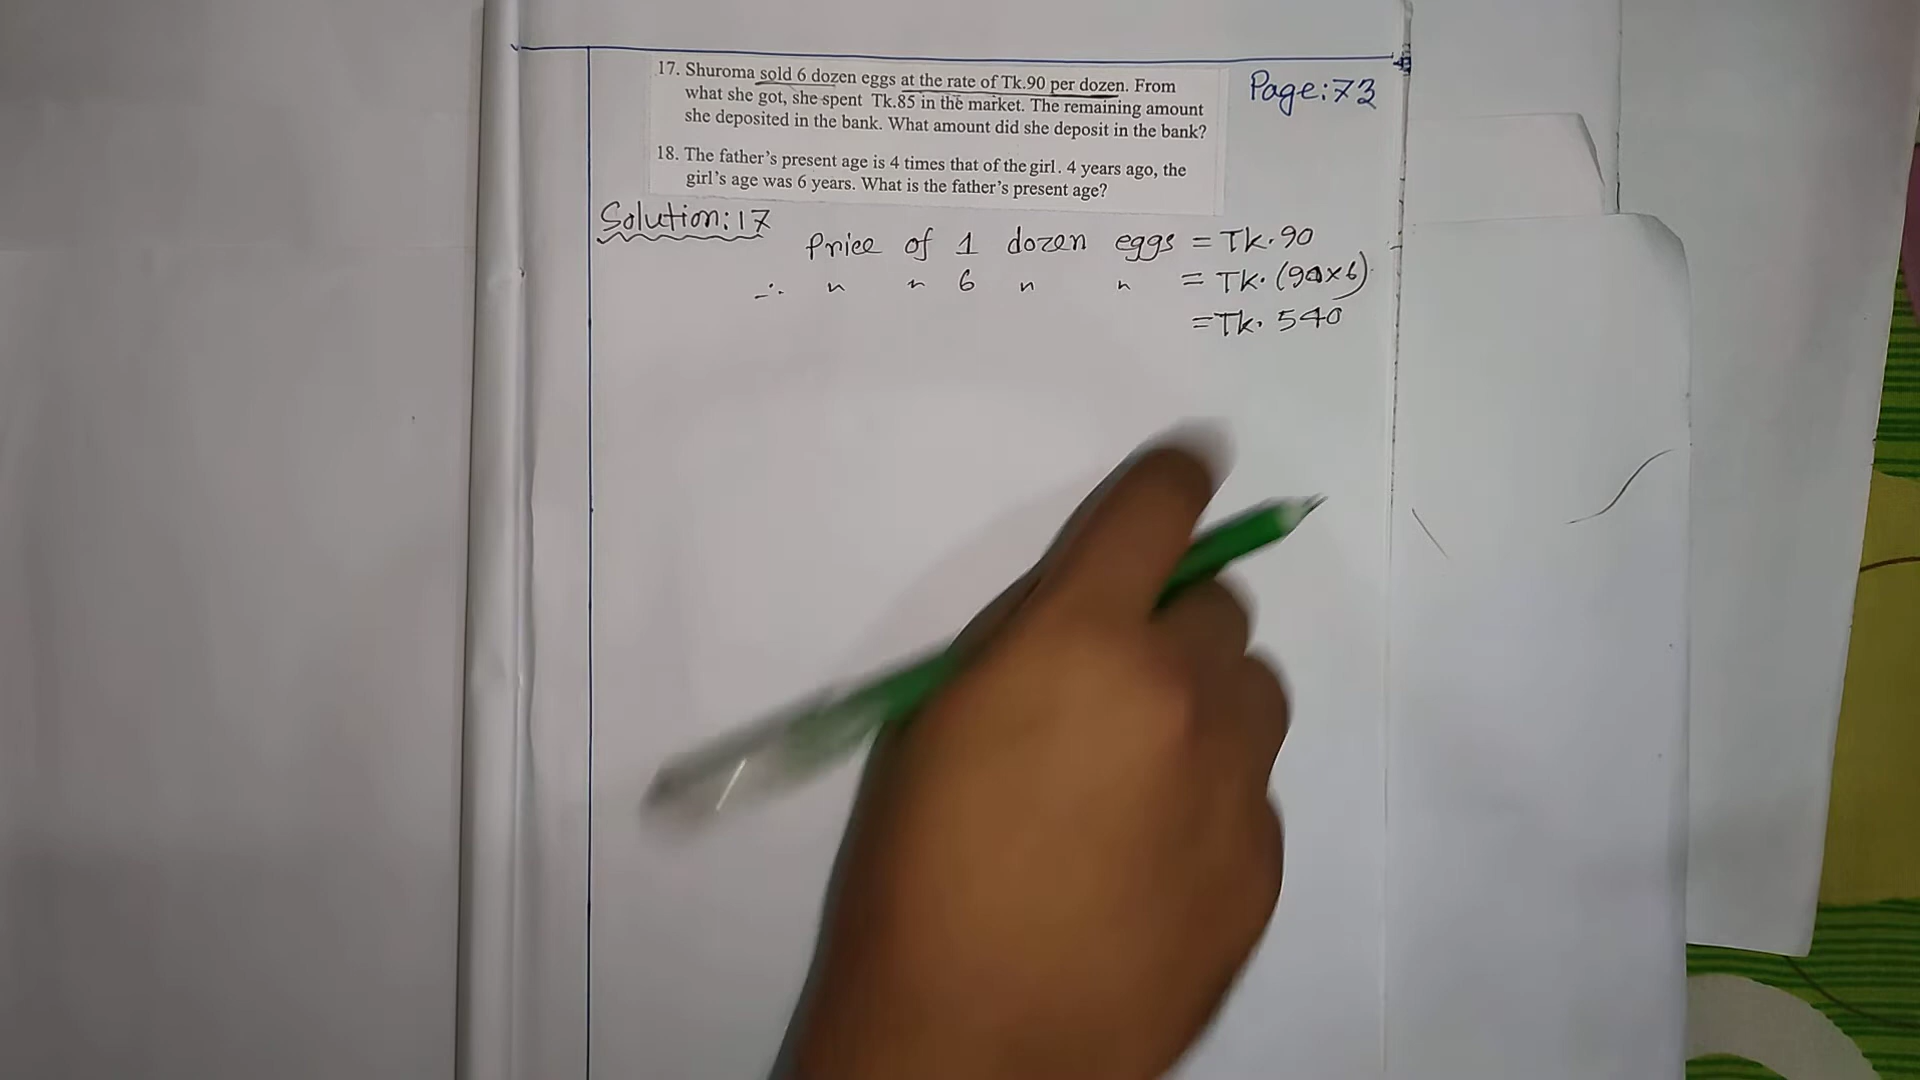 17. Shuroma sold 6 dozen eggs at the rate of Tk.90 per dozen. From
what she got, she spent Tk.85 in the market. The remaining amount
she deposited in the bank. What amount did she deposit in the bank?
Page:73
18. The father's present age is 4 times that of the girl. 4 years ago, the
girl's age was 6 years. What is the father's present age?
Solution:17
Price of 1 dozen eggs = Tk.90
∴ " " 6 " " = Tk. (90×6)
=Tk. 540